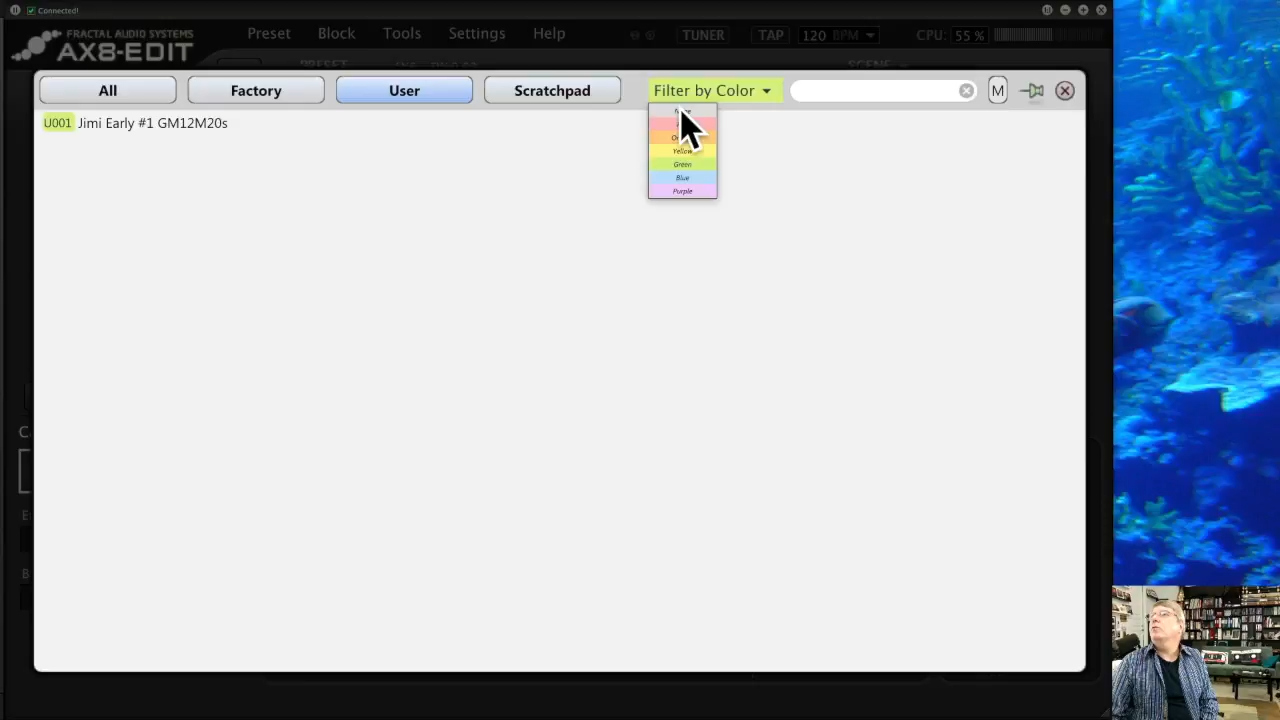 Connected!
FRACTAL AUDIO SYSTEMS
AX8-EDIT
Preset Block Tools Settings Help
TUNER TAP 120 BPM CPU: 55 %
All Factory User Scratchpad Filter by Color M
U001 Jimi Early #1 GM12M20s
Yellow
Green
Blue
Purple